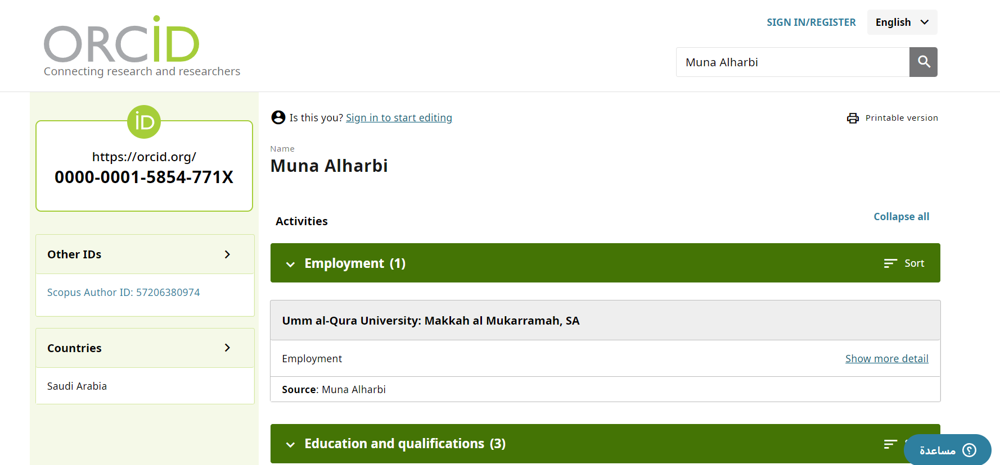 ORCiD
Connecting research and researchers
SIGN IN/REGISTER
English
Muna Alharbi
iD
https://orcid.org/
0000-0001-5854-771X
Other IDs
Scopus Author ID: 57206380974
Countries
Saudi Arabia
Is this you? Sign in to start editing
Printable version
Name
Muna Alharbi
Activities
Collapse all
Employment (1)
Sort
Umm al-Qura University: Makkah al Mukarramah, SA
Employment
Show more detail
Source: Muna Alharbi
Education and qualifications (3)
مساعدة